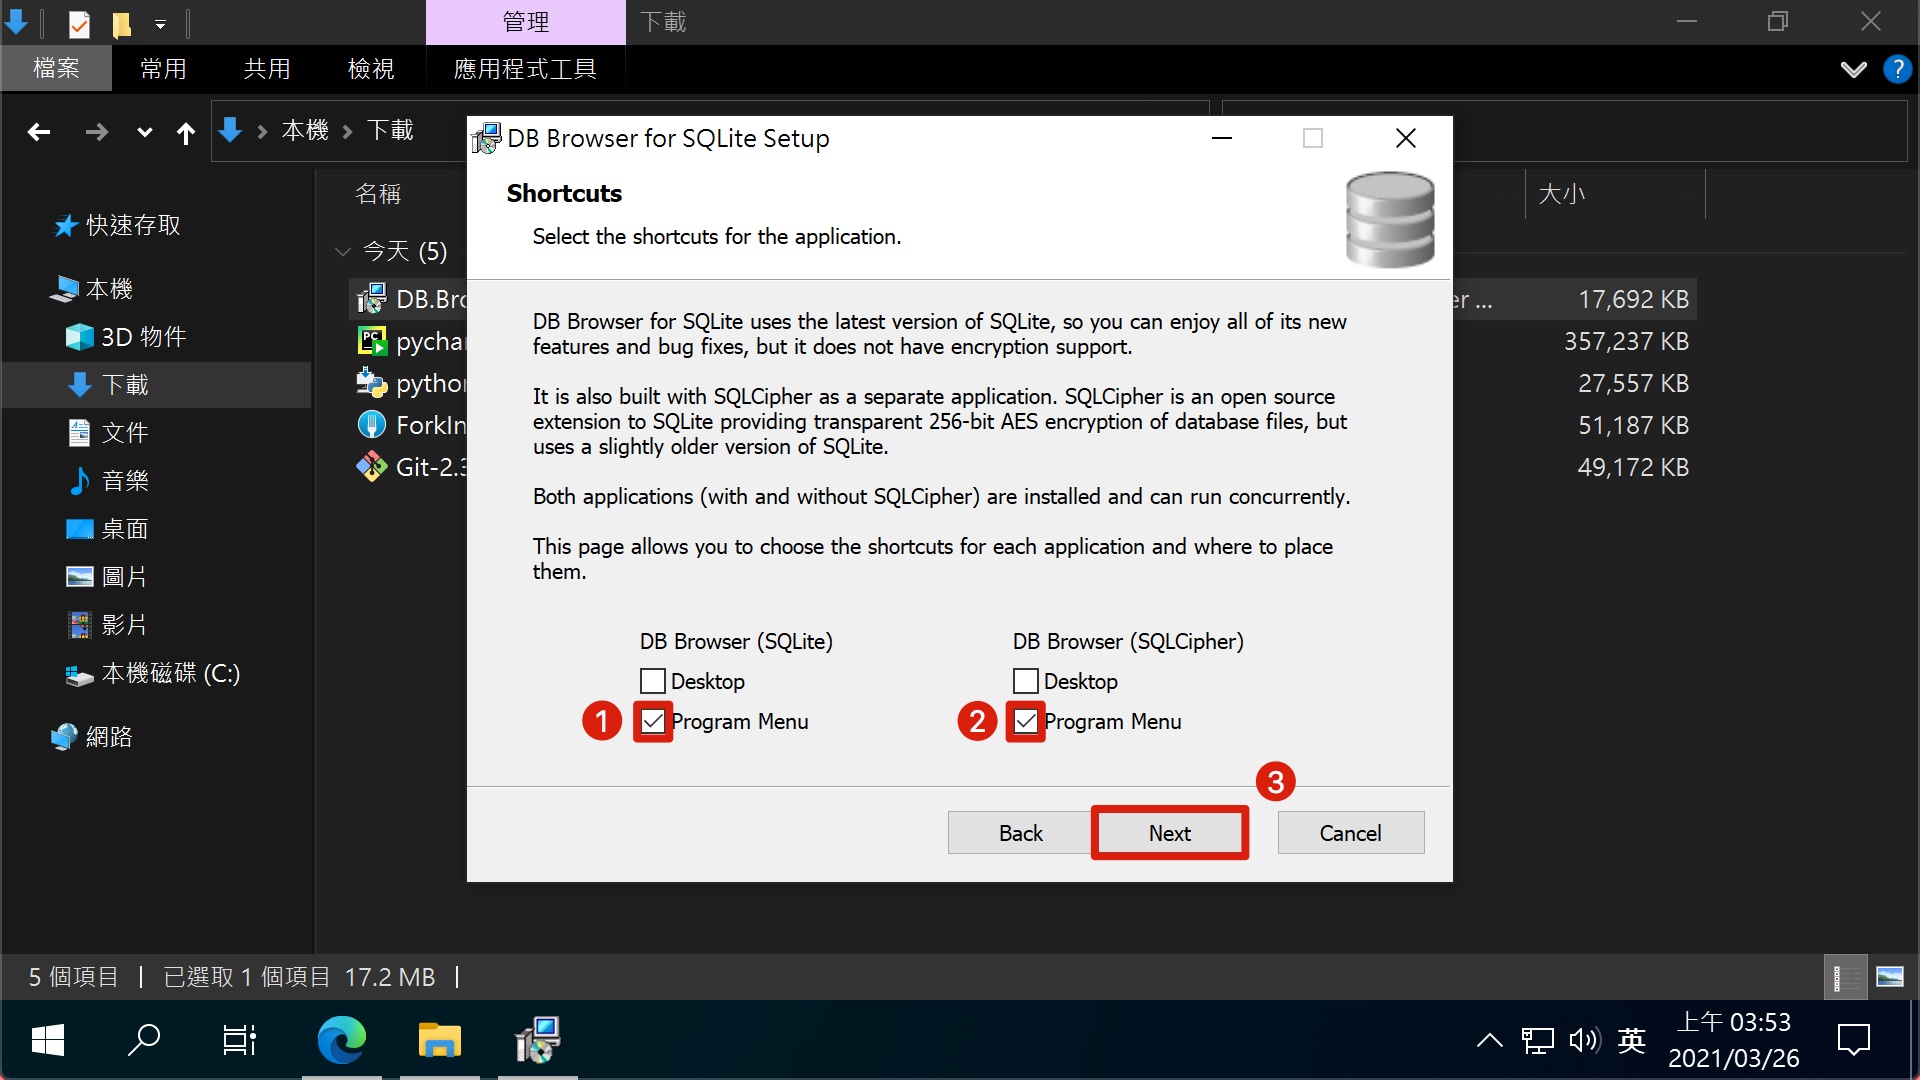 管理
下載
檔案
常用
共用
檢視
應用程式工具
?
本機
下載
名稱
大小
快速存取
本機
3D 物件
下載
文件
音樂
桌面
圖片
影片
本機磁碟 (C:)
網路
今天 (5)
DB.Bro
er ...
17,692 KB
PC
pychar
357,237 KB
python
27,557 KB
ForkIn
51,187 KB
Git-2.3
49,172 KB
DB Browser for SQLite Setup
Shortcuts
Select the shortcuts for the application.
DB Browser for SQLite uses the latest version of SQLite, so you can enjoy all of its new
features and bug fixes, but it does not have encryption support.
It is also built with SQLCipher as a separate application. SQLCipher is an open source
extension to SQLite providing transparent 256-bit AES encryption of database files, but
uses a slightly older version of SQLite.
Both applications (with and without SQLCipher) are installed and can run concurrently.
This page allows you to choose the shortcuts for each application and where to place
them.
DB Browser (SQLite)
DB Browser (SQLCipher)
Desktop
Desktop
1
Program Menu
2
Program Menu
3
Back
Next
Cancel
5 個項目
已選取 1 個項目 17.2 MB
英
上午 03:53
2021/03/26